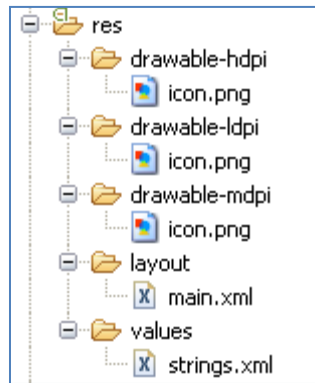 res
drawable-hdpi
icon.png
drawable-ldpi
icon.png
drawable-mdpi
icon.png
layout
main.xml
values
strings.xml